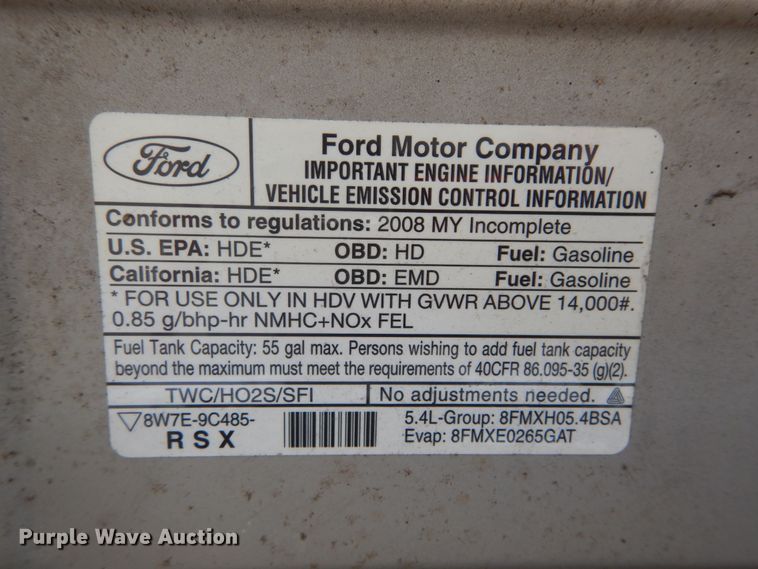 Ford
Ford Motor Company
IMPORTANT ENGINE INFORMATION/
VEHICLE EMISSION CONTROL INFORMATION
Conforms to regulations: 2008 MY Incomplete
U.S. EPA: HDE* OBD: HD Fuel: Gasoline
California: HDE* OBD: EMD Fuel: Gasoline
* FOR USE ONLY IN HDV WITH GVWR ABOVE 14,000#.
0.85 g/bhp-hr NMHC+NOx FEL
Fuel Tank Capacity: 55 gal max. Persons wishing to add fuel tank capacity
beyond the maximum must meet the requirements of 40CFR 86.095-35 (g)(2).
TWC/HO2S/SFI No adjustments needed.
8W7E-9C485-
RSX
5.4L-Group: 8FMXH05.4BSA
Evap: 8FMXE0265GAT
Purple Wave Auction